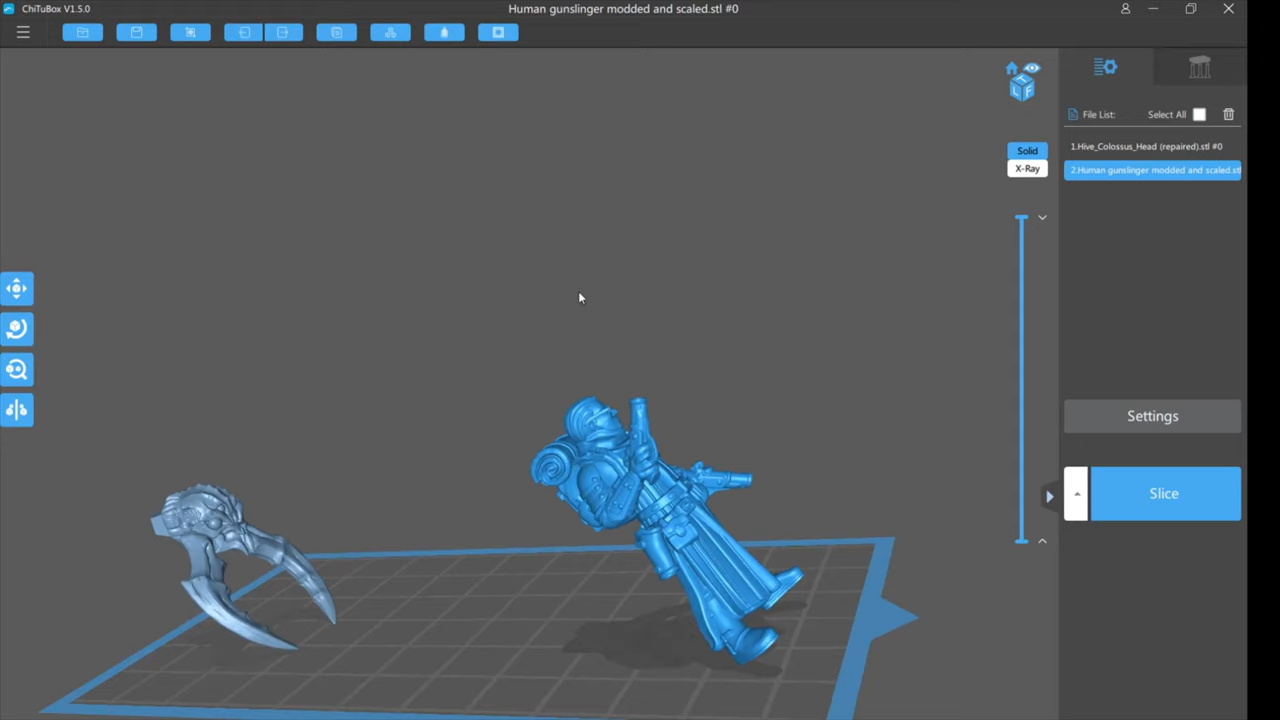 ChiTuBox V1.5.0
Human gunslinger modded and scaled.stl #0
T
L F
File List:
Select All
Solid
X-Ray
1.Hive_Colossus_Head (repaired).stl #0
2.Human gunslinger modded and scaled.stl
Settings
Slice